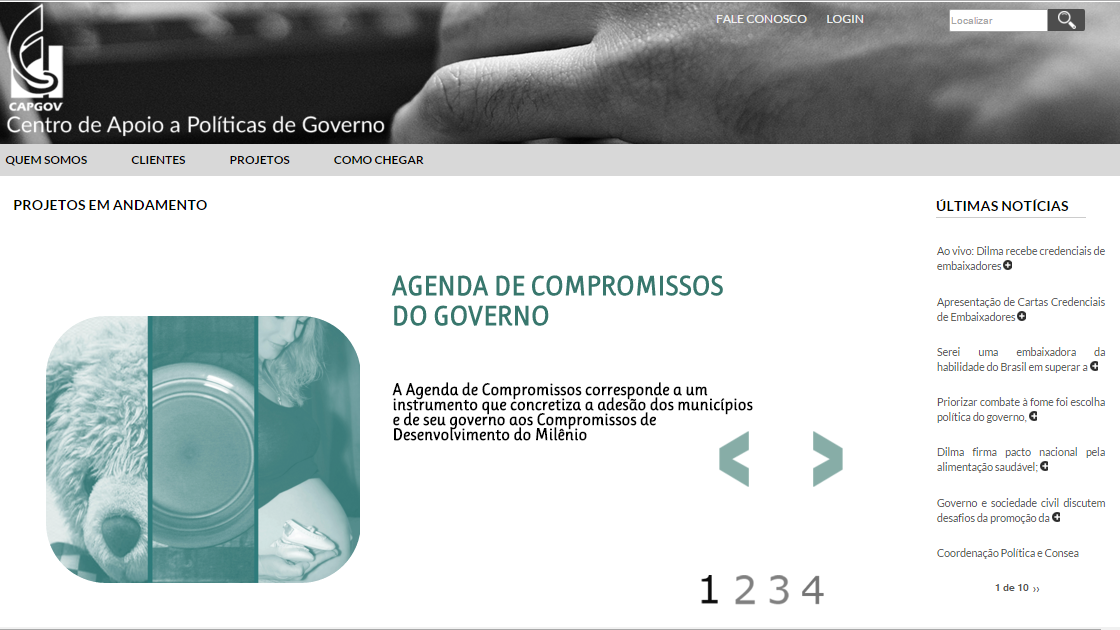 FALE CONOSCO LOGIN
Localizar
CAPGOV
Centro de Apoio a Políticas de Governo
QUEM SOMOS CLIENTES PROJETOS COMO CHEGAR
PROJETOS EM ANDAMENTO
AGENDA DE COMPROMISSOS
DO GOVERNO
A Agenda de Compromissos corresponde a um
instrumento que concretiza a adesão dos municípios
e de seu governo aos Compromissos de
Desenvolvimento do Milênio
< >
1 2 3 4
ÚLTIMAS NOTÍCIAS
Ao vivo: Dilma recebe credenciais de
embaixadores
Apresentação de Cartas Credenciais
de Embaixadores
Serei uma embaixadora da
habilidade do Brasil em superar a
Priorizar combate à fome foi escolha
política do governo,
Dilma firma pacto nacional pela
alimentação saudável;
Governo e sociedade civil discutem
desafios da promoção da
Coordenação Política e Consea
1 de 10 ››